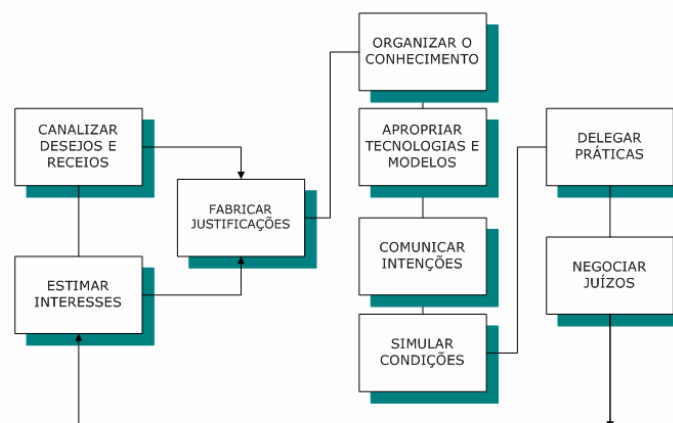 CANALIZAR
DESEJOS E
RECEIOS
ESTIMAR
INTERESSES
FABRICAR
JUSTIFICAÇÕES
ORGANIZAR O
CONHECIMENTO
APROPRIAR
TECNOLOGIAS E
MODELOS
COMUNICAR
INTENÇÕES
SIMULAR
CONDIÇÕES
DELEGAR
PRÁTICAS
NEGOCIAR
JUÍZOS